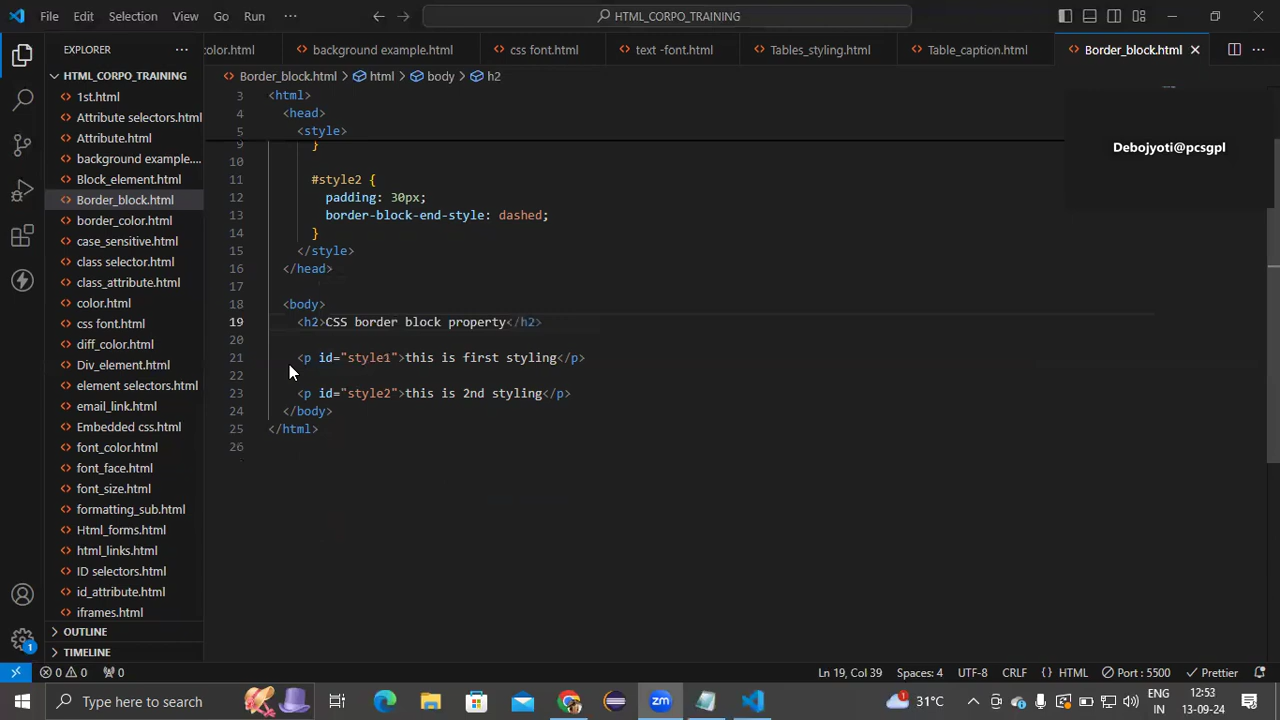 File Edit Selection View Go Run ··· HTML_CORPO_TRAINING
EXPLORER ···
color.html background example.html css font.html text -font.html Tables_styling.html Table_caption.html Border_block.html
HTML_CORPO_TRAINING
1st.html
Attribute selectors.html
Attribute.html
background example....
Block_element.html
Border_block.html
border_color.html
case_sensitive.html
class selector.html
class_attribute.html
color.html
css font.html
diff_color.html
Div_element.html
element selectors.html
email_link.html
Embedded css.html
font_color.html
font_face.html
font_size.html
formatting_sub.html
Html_forms.html
html_links.html
ID selectors.html
id_attribute.html
iframes.html
OUTLINE
TIMELINE
Border_block.html > html > body > h2
3 <html>
4 <head>
5 <style>
9 }
10
11 #style2 {
12 padding: 30px;
13 border-block-end-style: dashed;
14 }
15 </style>
16 </head>
17
18 <body>
19 <h2>CSS border block property</h2>
20
21 <p id="style1">this is first styling</p>
22
23 <p id="style2">this is 2nd styling</p>
24 </body>
25 </html>
26
Debojyoti@pcsgpl
0 0 0 Ln 19, Col 39 Spaces: 4 UTF-8 CRLF {} HTML Port : 5500 Prettier
1
Type here to search
zm
1 31°C
ENG
IN
12:53
13-09-24